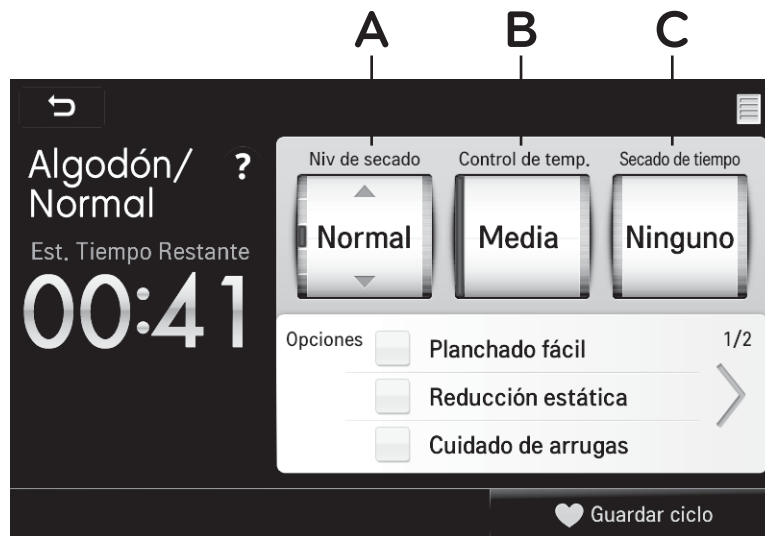 A B C
Algodón/
Normal
?
Est. Tiempo Restante
00:41
Niv de secado Control de temp. Secado de tiempo
Normal Media Ninguno
Opciones Planchado fácil 1/2
Reducción estática
Cuidado de arrugas
Guardar ciclo